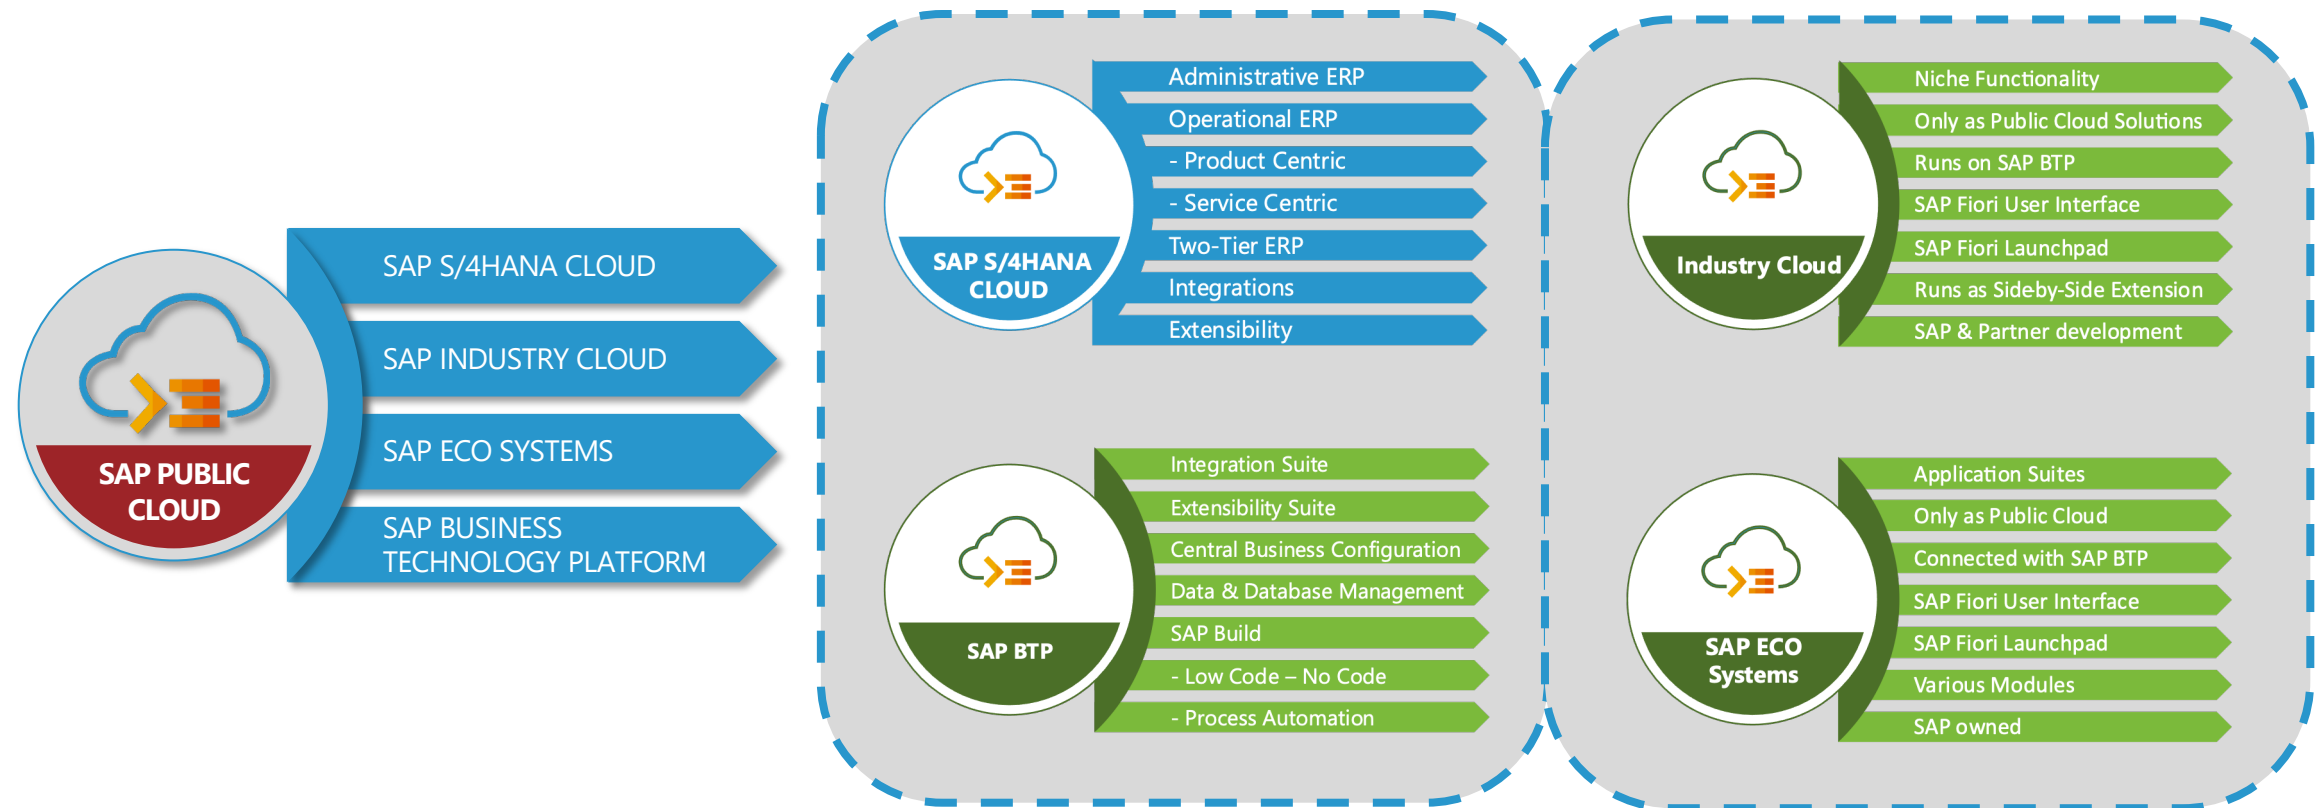 SAP PUBLIC
CLOUD
SAP S/4HANA CLOUD
SAP INDUSTRY CLOUD
SAP ECO SYSTEMS
SAP BUSINESS
TECHNOLOGY PLATFORM
SAP S/4HANA
CLOUD
Administrative ERP
Operational ERP
- Product Centric
- Service Centric
Two-Tier ERP
Integrations
Extensibility
SAP BTP
Integration Suite
Extensibility Suite
Central Business Configuration
Data & Database Management
SAP Build
- Low Code – No Code
- Process Automation
Industry Cloud
Niche Functionality
Only as Public Cloud Solutions
Runs on SAP BTP
SAP Fiori User Interface
SAP Fiori Launchpad
Runs as Sideby-Side Extension
SAP & Partner development
SAP ECO
Systems
Application Suites
Only as Public Cloud
Connected with SAP BTP
SAP Fiori User Interface
SAP Fiori Launchpad
Various Modules
SAP owned